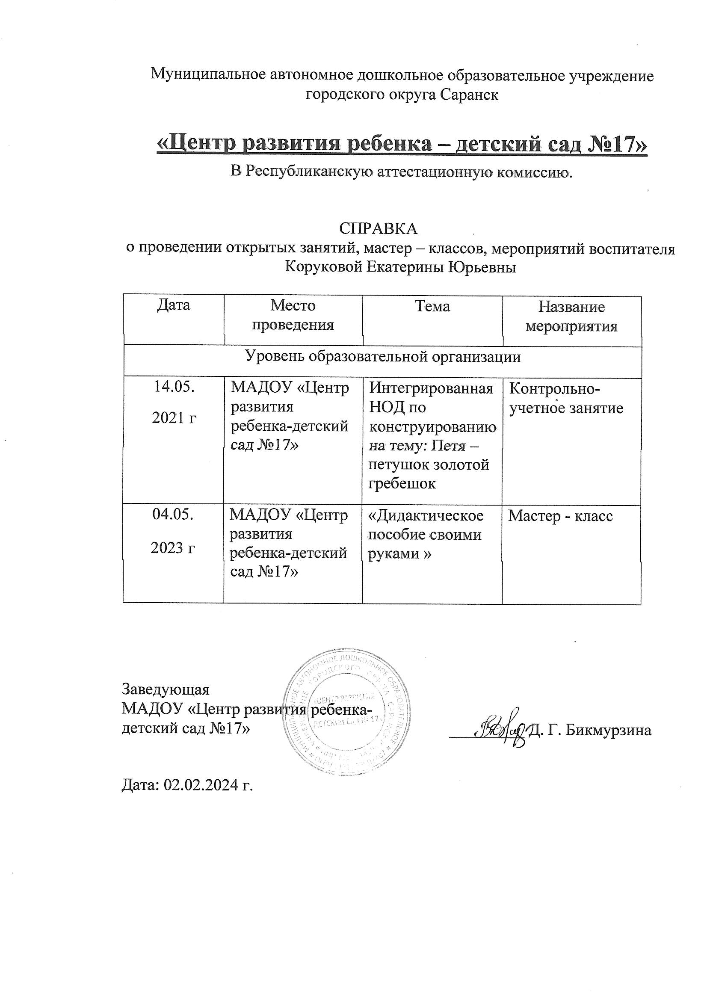 Муниципальное автономное дошкольное образовательное учреждение
городского округа Саранск
«Центр развития ребенка – детский сад №17»
В Республиканскую аттестационную комиссию.
СПРАВКА
о проведении открытых занятий, мастер – классов, мероприятий воспитателя
Коруковой Екатерины Юрьевны
Дата
Место
проведения
Тема
Название
мероприятия
Уровень образовательной организации
14.05.
2021 г
МАДОУ «Центр
развития
ребенка-детский
сад №17»
Интегрированная
НОД по
конструированию
на тему: Петя –
петушок золотой
гребешок
Контрольно-
учетное занятие
04.05.
2023 г
МАДОУ «Центр
развития
ребенка-детский
сад №17»
«Дидактическое
пособие своими
руками »
Мастер - класс
Заведующая
МАДОУ «Центр развития ребенка-
детский сад №17»
Д. Г. Бикмурзина
МУНИЦИПАЛЬНОЕ АВТОНОМНОЕ ДОШКОЛЬНОЕ ОБРАЗОВАТЕЛЬНОЕ
УЧРЕЖДЕНИЕ ГОРОДСКОГО ОКРУГА САРАНСК
«ЦЕНТР РАЗВИТИЯ
ДЕТСКИЙ САД № 17»
Дата: 02.02.2024 г.